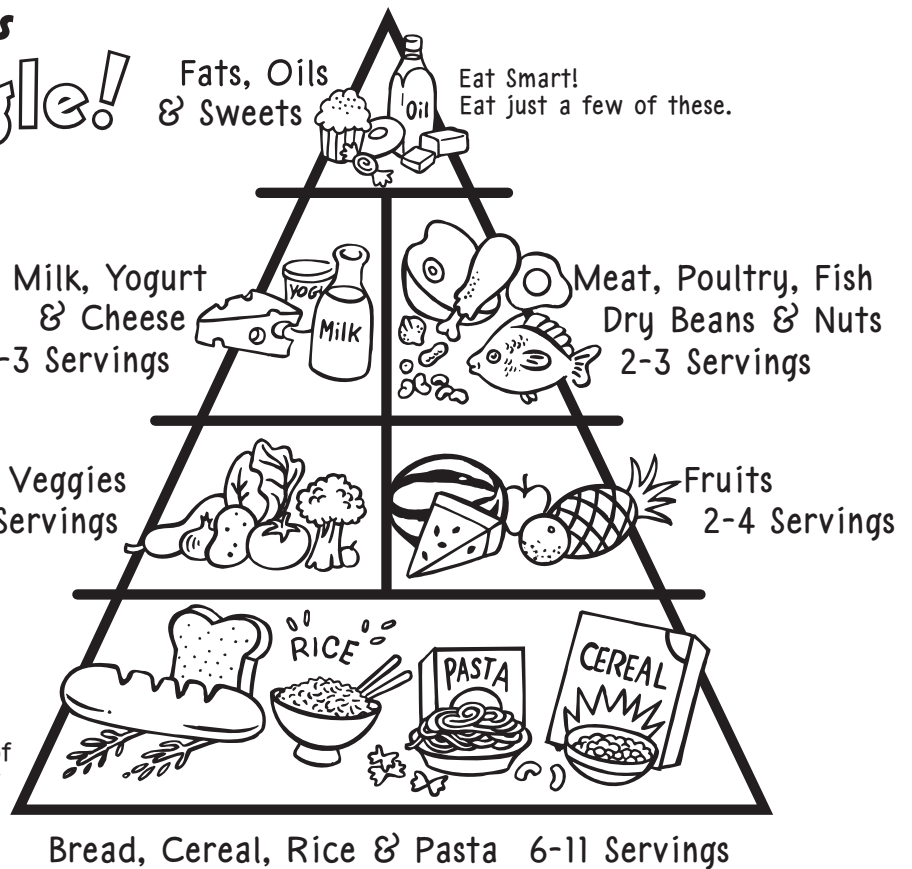 Fats, Oils
& Sweets
Oil
Eat Smart!
Eat just a few of these.
Milk, Yogurt
& Cheese
-3 Servings
YOG
Milk
Meat, Poultry, Fish
Dry Beans & Nuts
2-3 Servings
Veggies
Servings
Fruits
2-4 Servings
RICE
PASTA
CEREAL
Bread, Cereal, Rice & Pasta 6-11 Servings